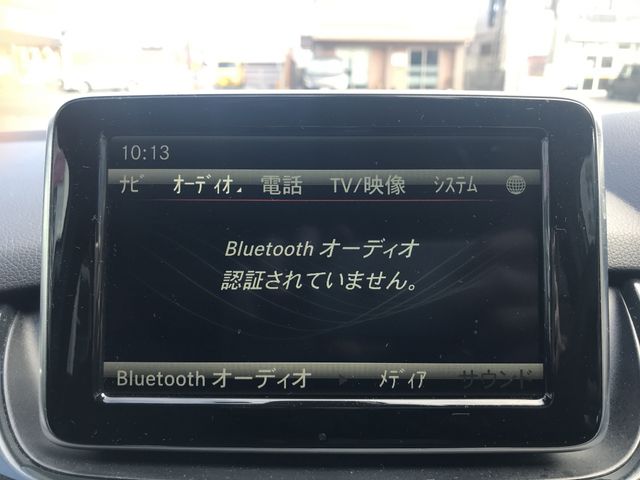 10:13
ナビ オーディオ 電話 TV/映像 システム
Bluetooth オーディオ
認証されていません。
Bluetooth オーディオ メディア サウンド